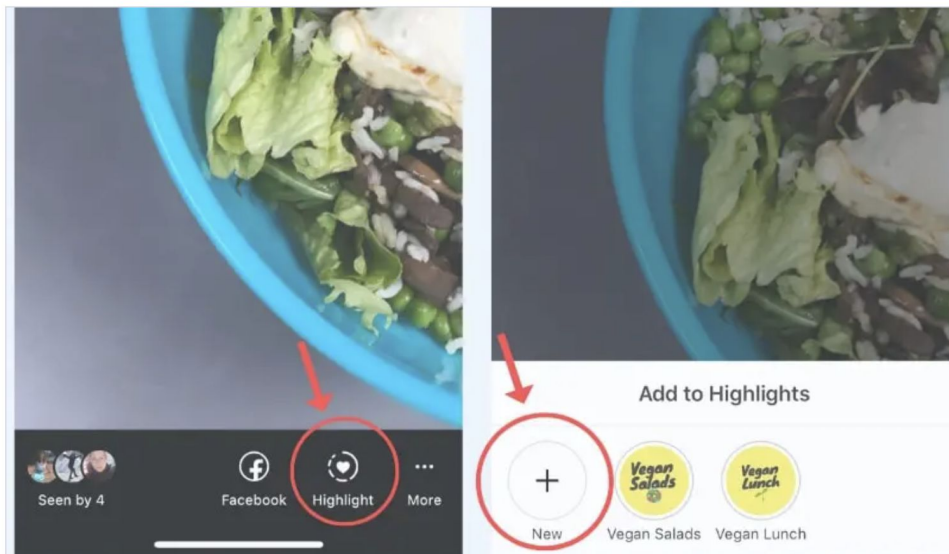 Seen by 4
Facebook
Highlight
More
Add to Highlights
Vegan
Salads
Vegan
Lunch
New
Vegan Salads
Vegan Lunch